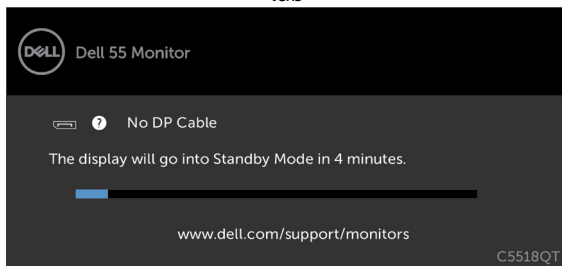 DELL
Dell 55 Monitor
? No DP Cable
The display will go into Standby Mode in 4 minutes.
www.dell.com/support/monitors
C5518QT